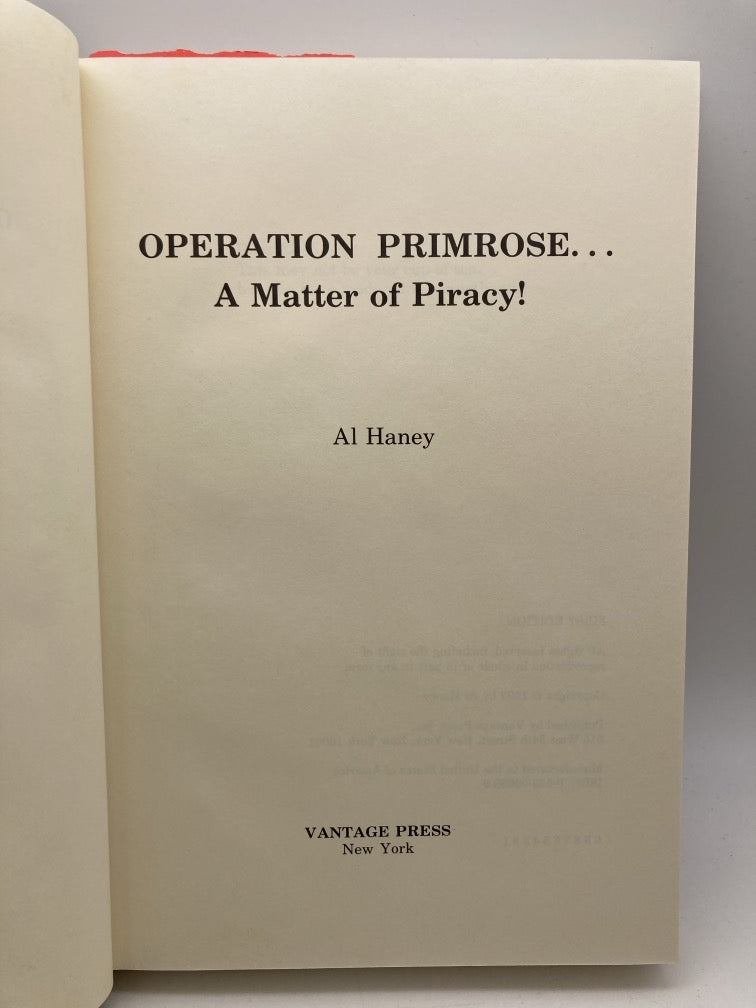 OPERATION PRIMROSE...
A Matter of Piracy!
Al Haney
VANTAGE PRESS
New York